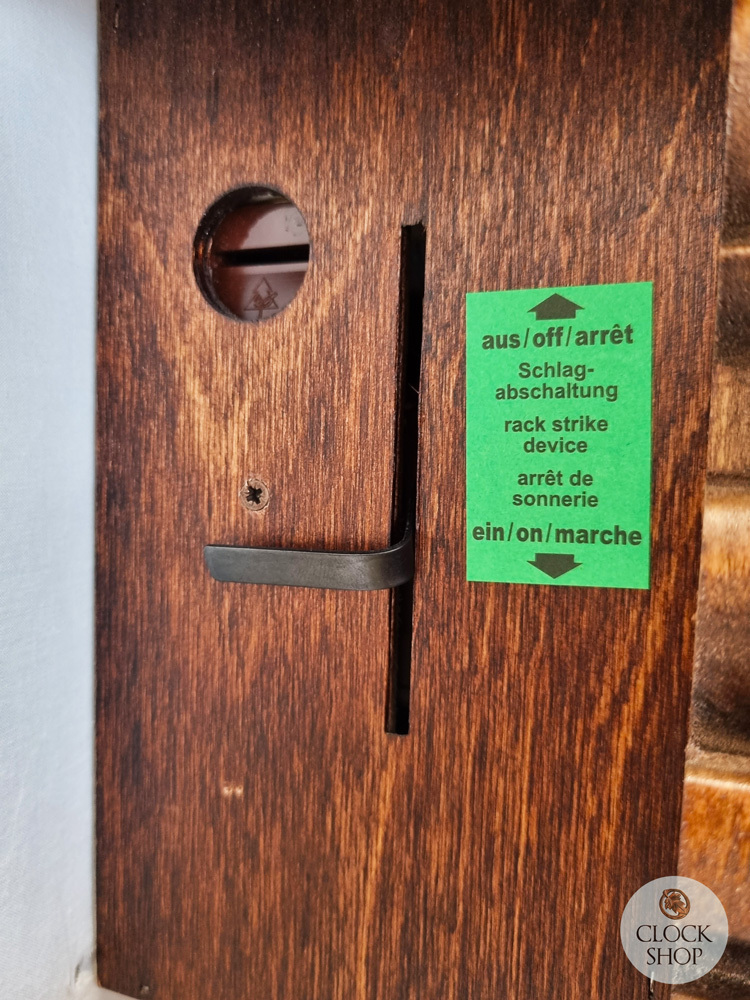 aus/off/arrêt
Schlag-
abschaltung
rack strike
device
arrêt de
sonnerie
ein/on/marche
CLOCK
SHOP